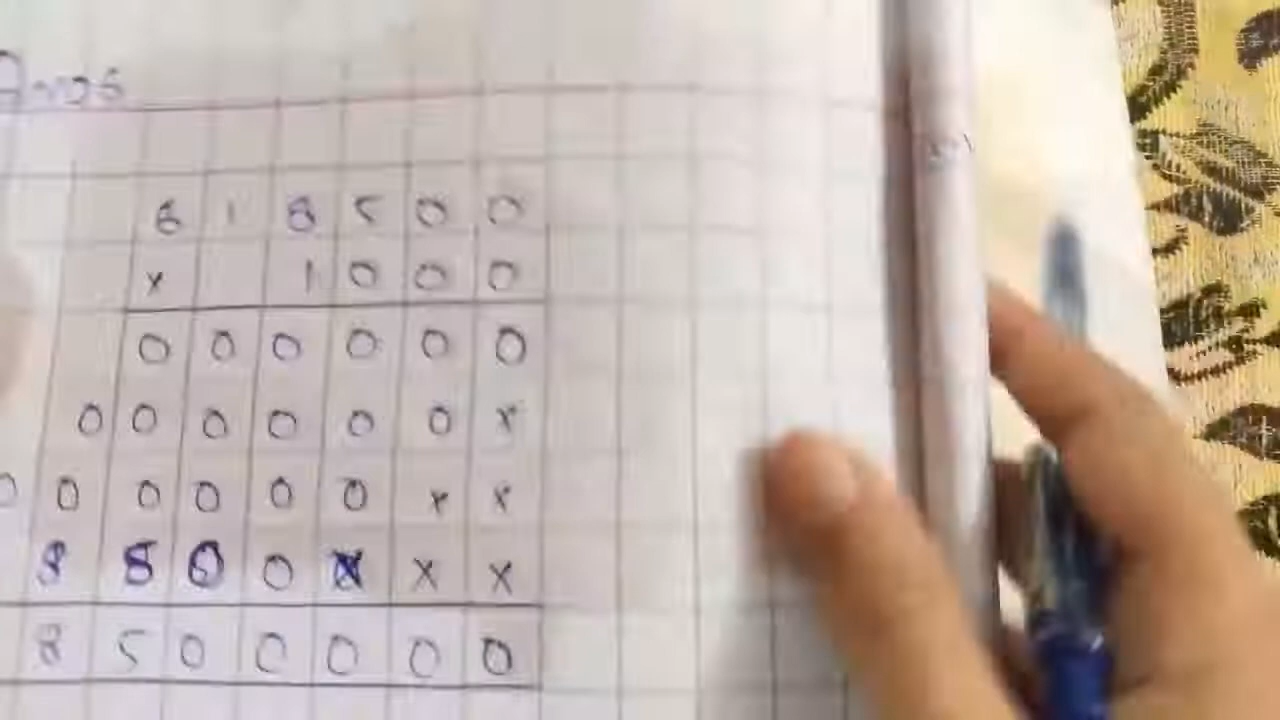 Ans
6 1 8 5 0 0
x 1 0 0 0
0 0 0 0 0 0
0 0 0 0 0 0 x
0 0 0 0 0 0 x x
8 5 0 0 x x x
8 5 0 0 0 0 0